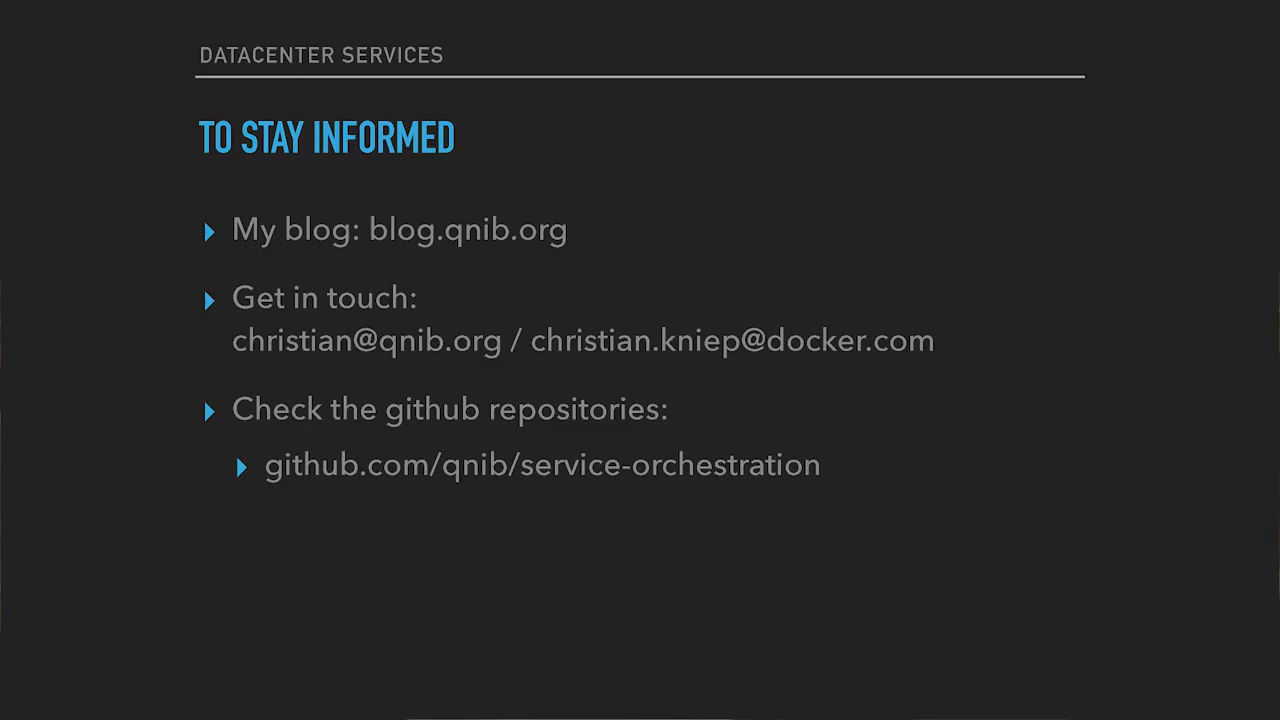 DATACENTER SERVICES
TO STAY INFORMED
My blog: blog.qnib.org
Get in touch:
christian@qnib.org / christian.kniep@docker.com
Check the github repositories:
github.com/qnib/service-orchestration